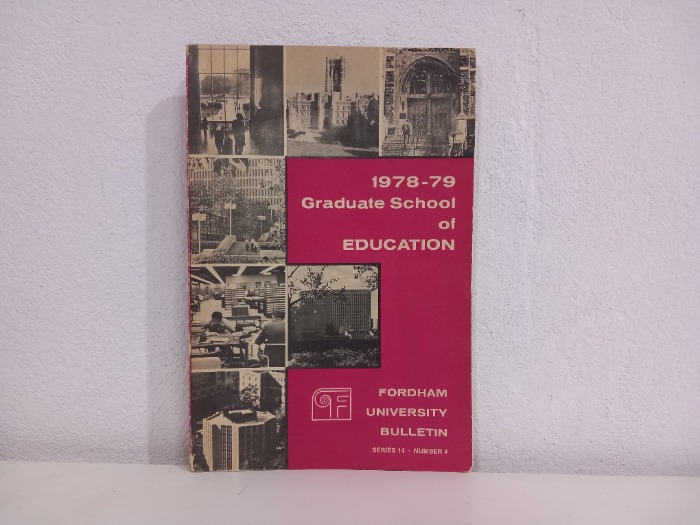 1978-79
Graduate School
of
EDUCATION
FORDHAM
UNIVERSITY
BULLETIN
SERIES 14 - NUMBER 4